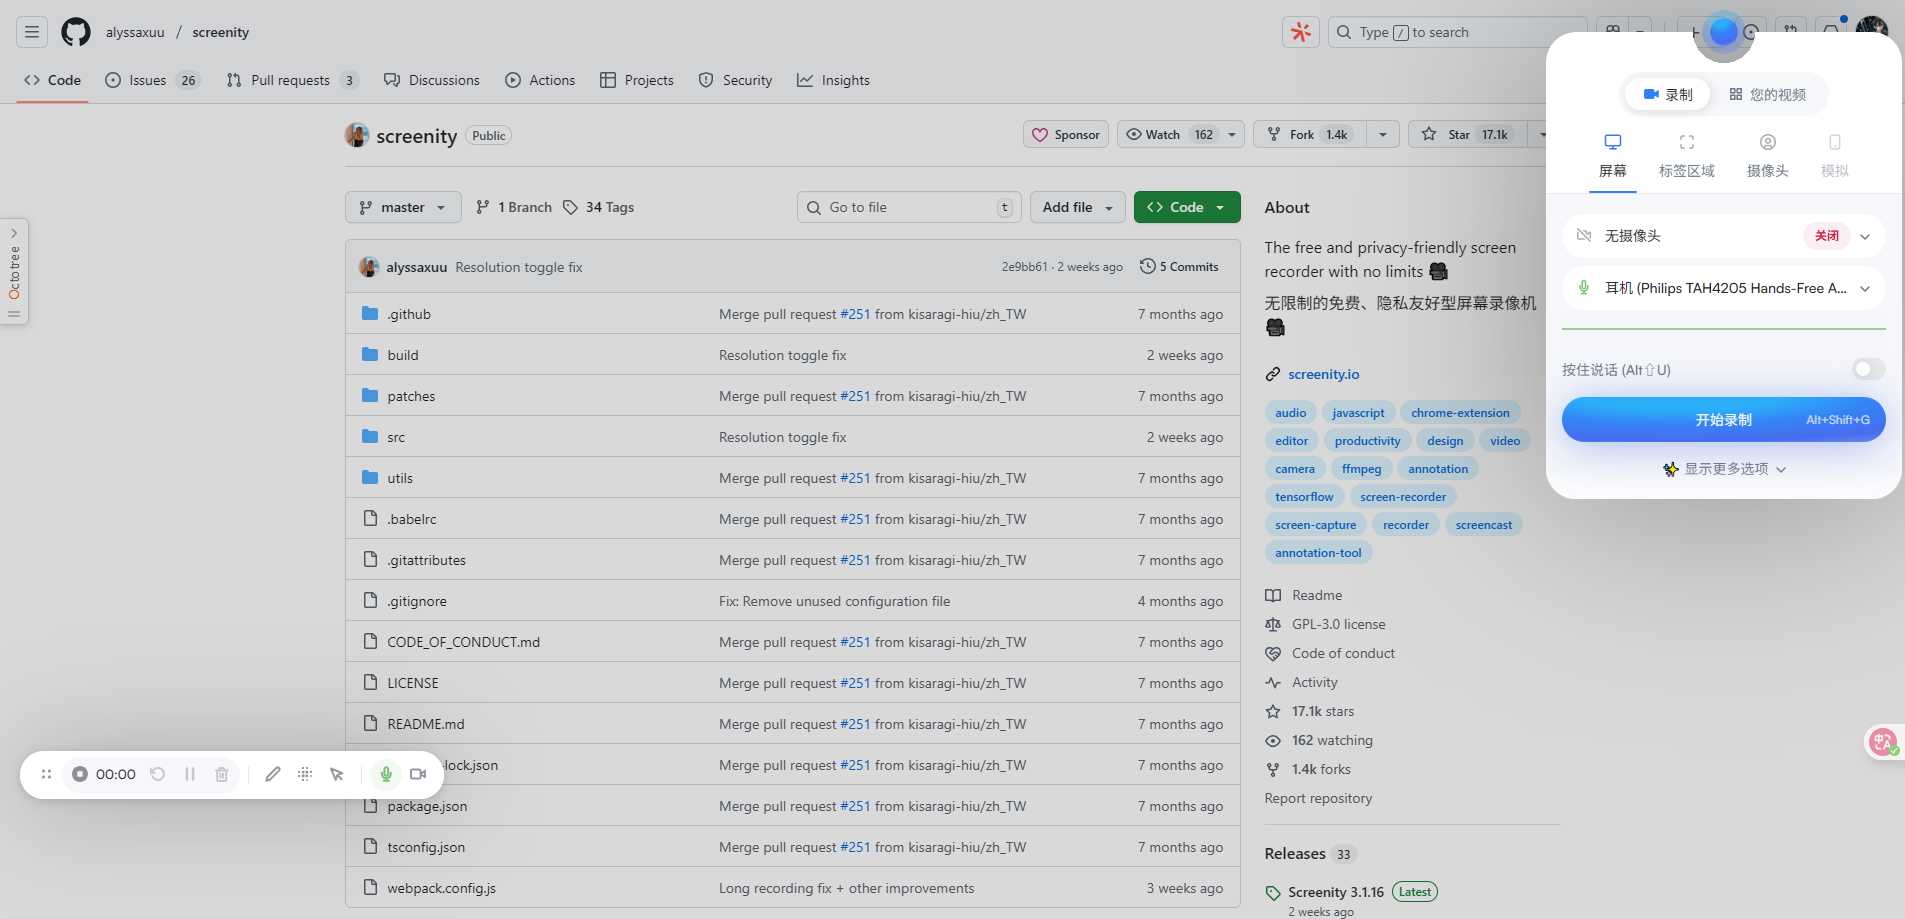 alyssaxuu / screenity
Type / to search
Code
Issues 26
Pull requests 3
Discussions
Actions
Projects
Security
Insights
screenity Public
Sponsor
Watch 162
Fork 1.4k
Star 17.1k
master
1 Branch
34 Tags
Go to file t
Add file
Code
alyssaxuu Resolution toggle fix 2e9bb61 · 2 weeks ago 5 Commits
.github Merge pull request #251 from kisaragi-hiu/zh_TW 7 months ago
build Resolution toggle fix 2 weeks ago
patches Merge pull request #251 from kisaragi-hiu/zh_TW 7 months ago
src Resolution toggle fix 2 weeks ago
utils Merge pull request #251 from kisaragi-hiu/zh_TW 7 months ago
.babelrc Merge pull request #251 from kisaragi-hiu/zh_TW 7 months ago
.gitattributes Merge pull request #251 from kisaragi-hiu/zh_TW 7 months ago
.gitignore Fix: Remove unused configuration file 4 months ago
CODE_OF_CONDUCT.md Merge pull request #251 from kisaragi-hiu/zh_TW 7 months ago
LICENSE Merge pull request #251 from kisaragi-hiu/zh_TW 7 months ago
README.md Merge pull request #251 from kisaragi-hiu/zh_TW 7 months ago
-lock.json Merge pull request #251 from kisaragi-hiu/zh_TW 7 months ago
package.json Merge pull request #251 from kisaragi-hiu/zh_TW 7 months ago
tsconfig.json Merge pull request #251 from kisaragi-hiu/zh_TW 7 months ago
webpack.config.js Long recording fix + other improvements 3 weeks ago
About
The free and privacy-friendly screen
recorder with no limits 🎥
无限制的免费、隐私友好型屏幕录像机
🎥
screenity.io
audio javascript chrome-extension
editor productivity design video
camera ffmpeg annotation
tensorflow screen-recorder
screen-capture recorder screencast
annotation-tool
Readme
GPL-3.0 license
Code of conduct
Activity
17.1k stars
162 watching
1.4k forks
Report repository
Releases 33
Screenity 3.1.16 Latest
2 weeks ago
录制
您的视频
屏幕
标签区域
摄像头
模拟
无摄像头 关闭
耳机 (Philips TAH4205 Hands-Free A...
按住说话 (Alt⇧U)
开始录制 Alt+Shift+G
✨ 显示更多选项
Octotree
00:00
中A